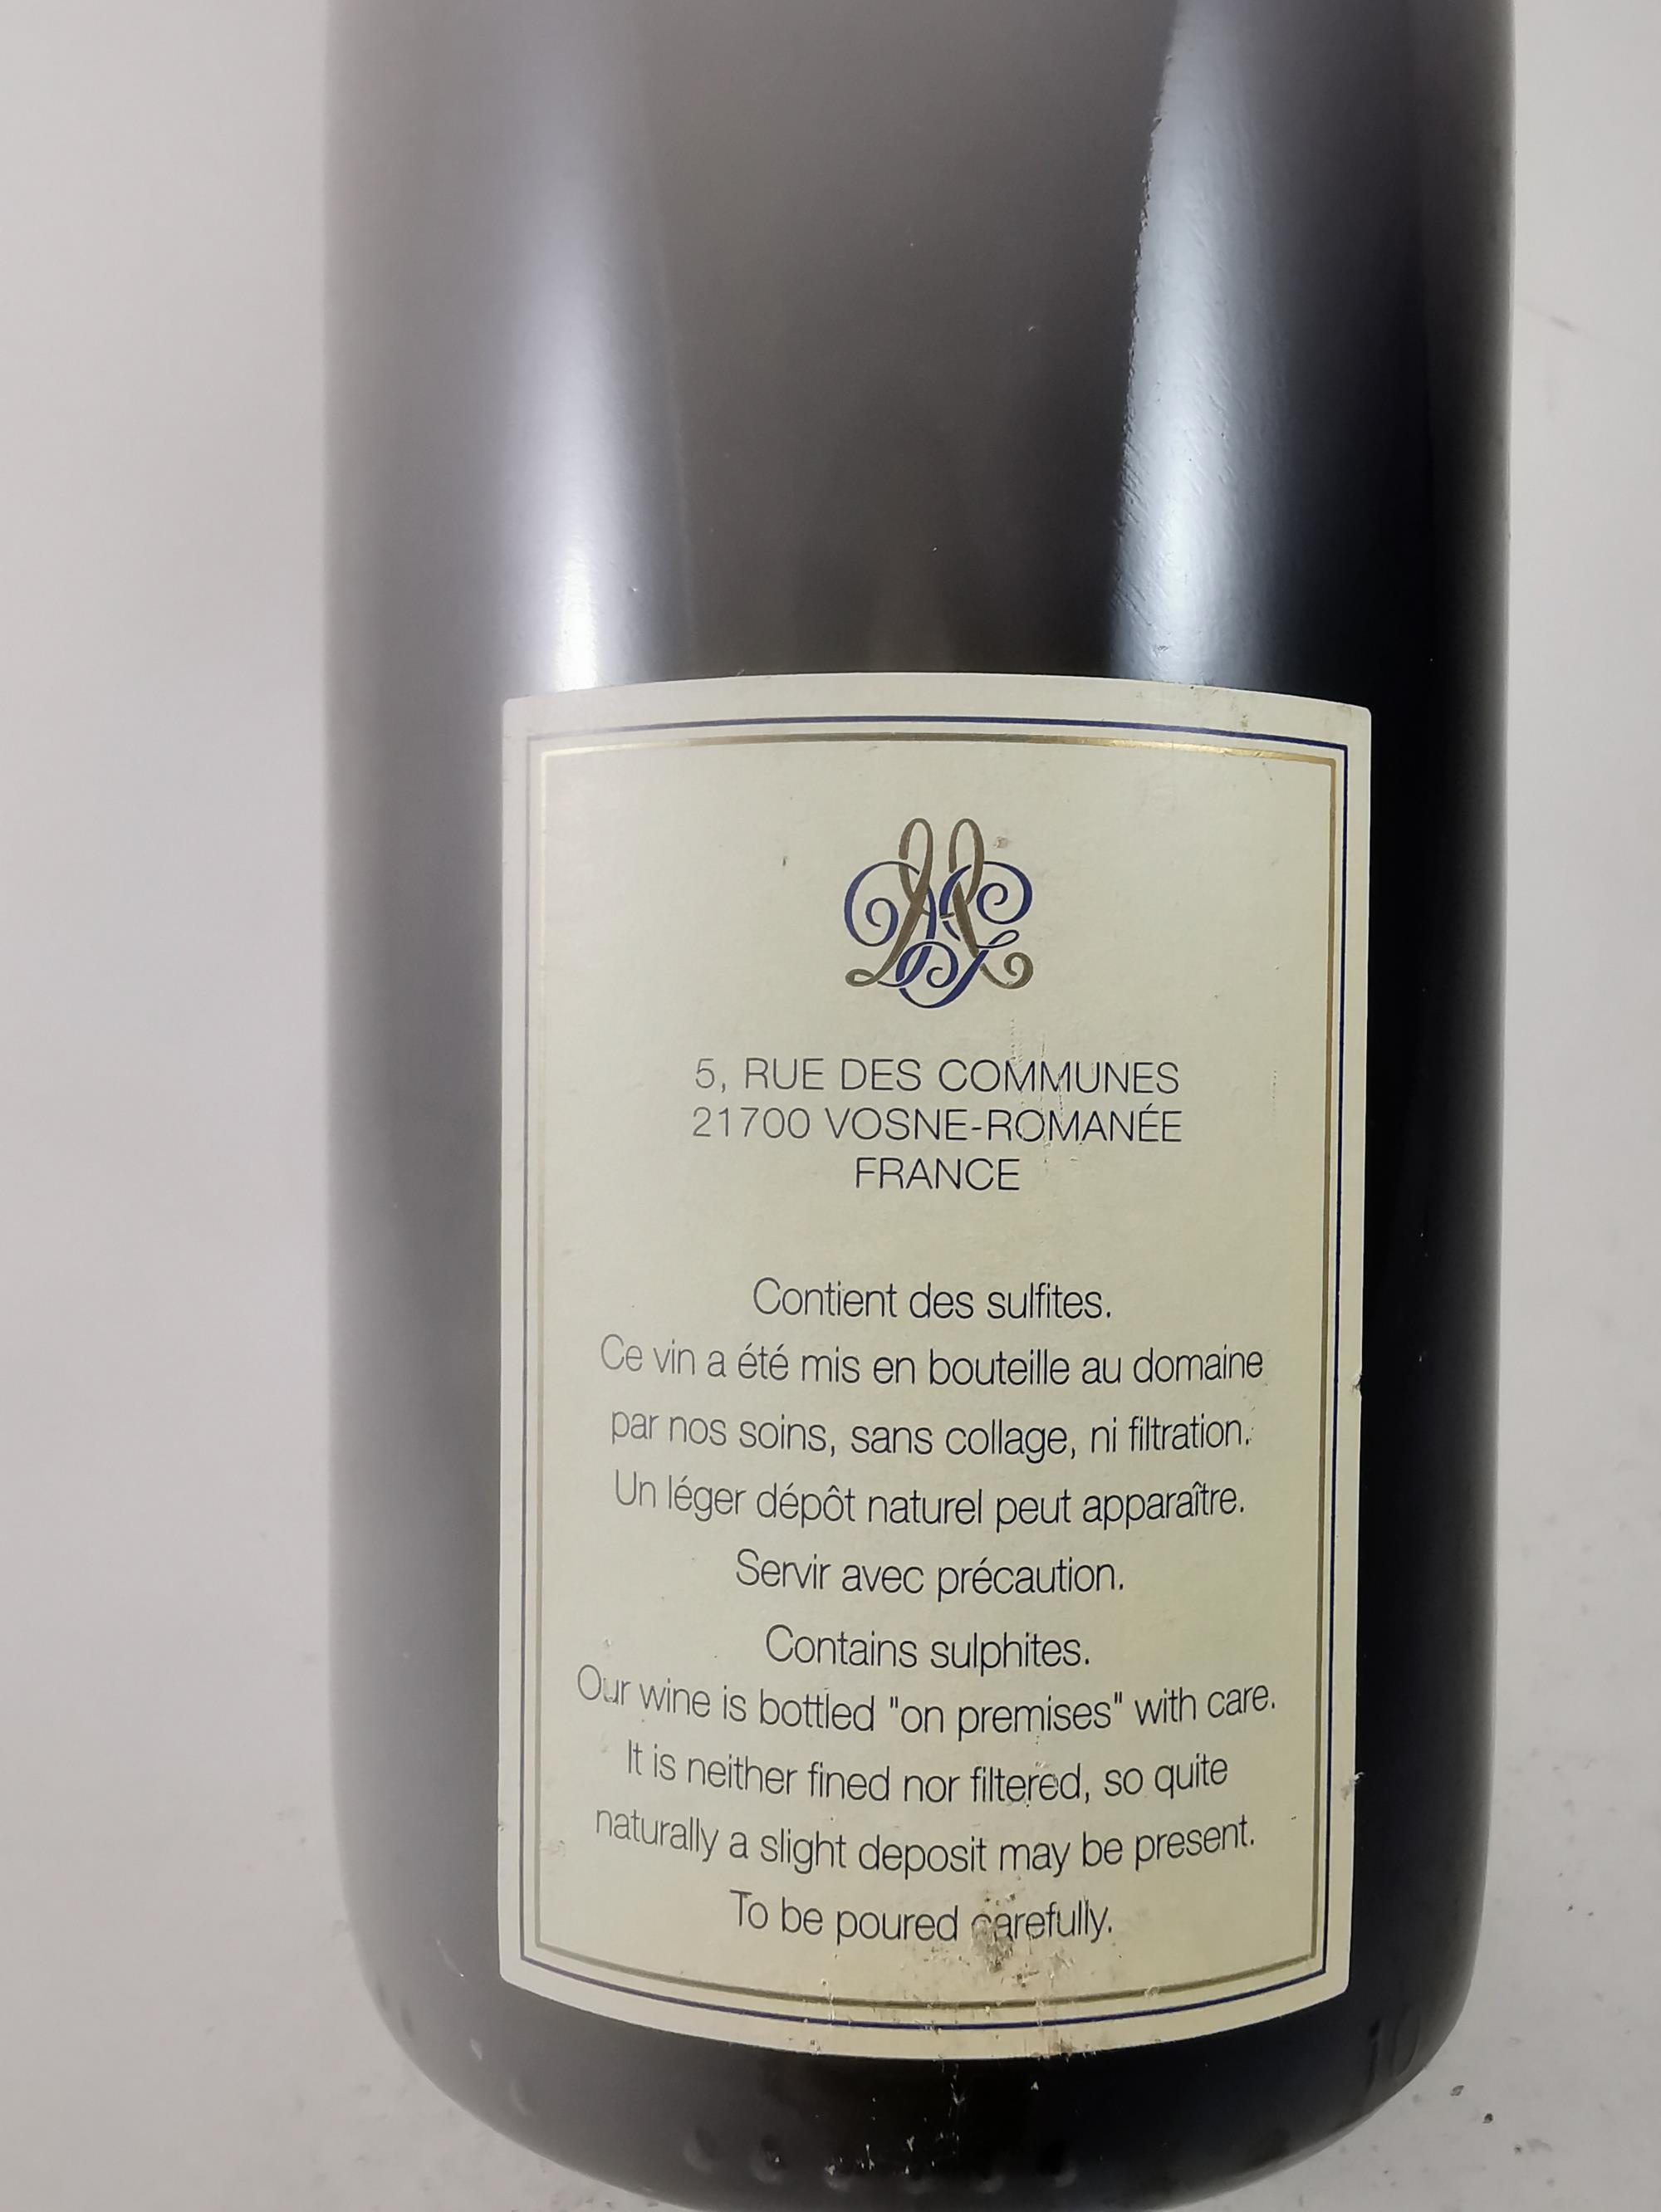 5, RUE DES COMMUNES
21700 VOSNE-ROMANÉE
FRANCE
Contient des sulfites.
Ce vin a été mis en bouteille au domaine
par nos soins, sans collage, ni filtration.
Un léger dépôt naturel peut apparaître.
Servir avec précaution.
Contains sulphites.
Our wine is bottled "on premises" with care.
It is neither fined nor filtered, so quite
naturally a slight deposit may be present.
To be poured carefully.